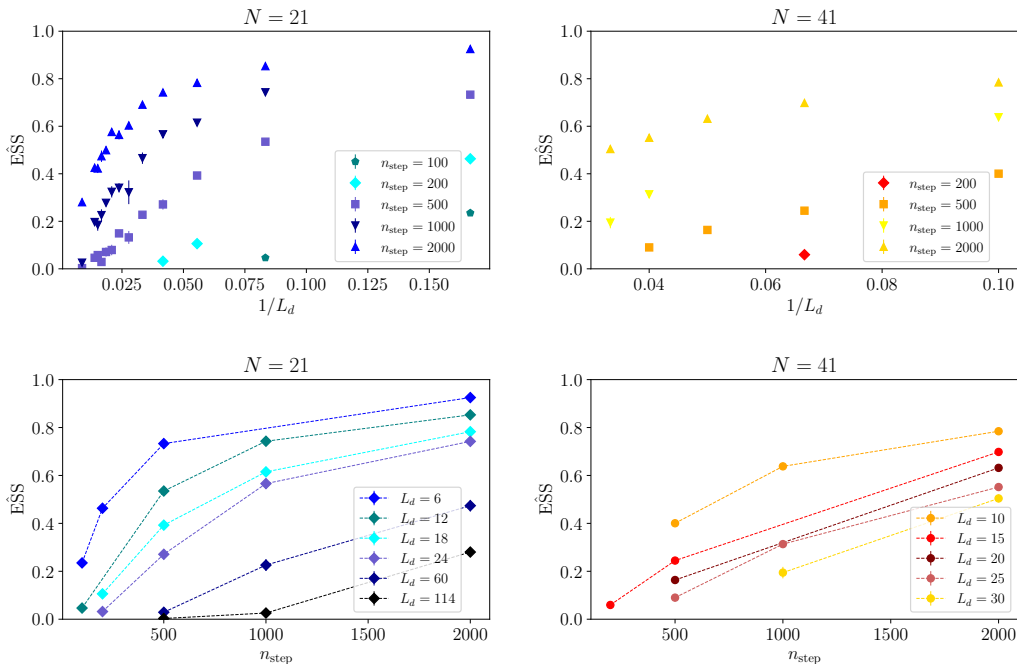 N = 21
1.0
0.8
0.6
0.4
0.2
0.0
ÊSS
n_step = 100
n_step = 200
n_step = 500
n_step = 1000
n_step = 2000
0.025 0.050 0.075 0.100 0.125 0.150
1/L_d
N = 41
1.0
0.8
0.6
0.4
0.2
0.0
ÊSS
n_step = 200
n_step = 500
n_step = 1000
n_step = 2000
0.04 0.06 0.08 0.10
1/L_d
N = 21
1.0
0.8
0.6
0.4
0.2
0.0
ÊSS
L_d = 6
L_d = 12
L_d = 18
L_d = 24
L_d = 60
L_d = 114
500 1000 1500 2000
n_step
N = 41
1.0
0.8
0.6
0.4
0.2
0.0
ÊSS
L_d = 10
L_d = 15
L_d = 20
L_d = 25
L_d = 30
500 1000 1500 2000
n_step